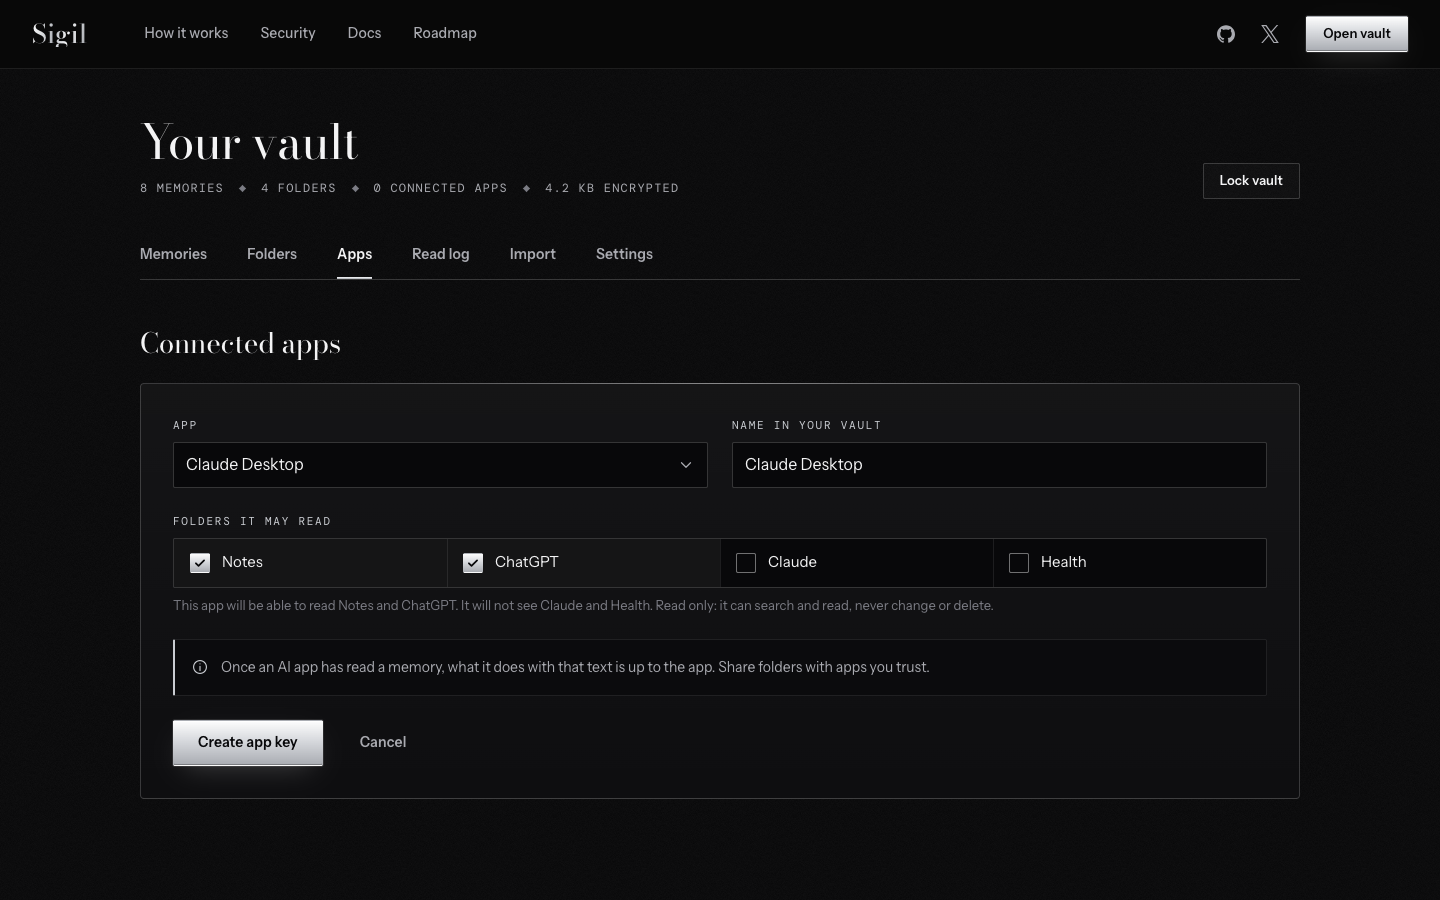 Sigil
How it works
Security
Docs
Roadmap
Open vault
Your vault
8 MEMORIES ◆ 4 FOLDERS ◆ 0 CONNECTED APPS ◆ 4.2 KB ENCRYPTED
Lock vault
Memories
Folders
Apps
Read log
Import
Settings
Connected apps
APP
NAME IN YOUR VAULT
Claude Desktop
Claude Desktop
FOLDERS IT MAY READ
Notes
ChatGPT
Claude
Health
This app will be able to read Notes and ChatGPT. It will not see Claude and Health. Read only: it can search and read, never change or delete.
Once an AI app has read a memory, what it does with that text is up to the app. Share folders with apps you trust.
Create app key
Cancel